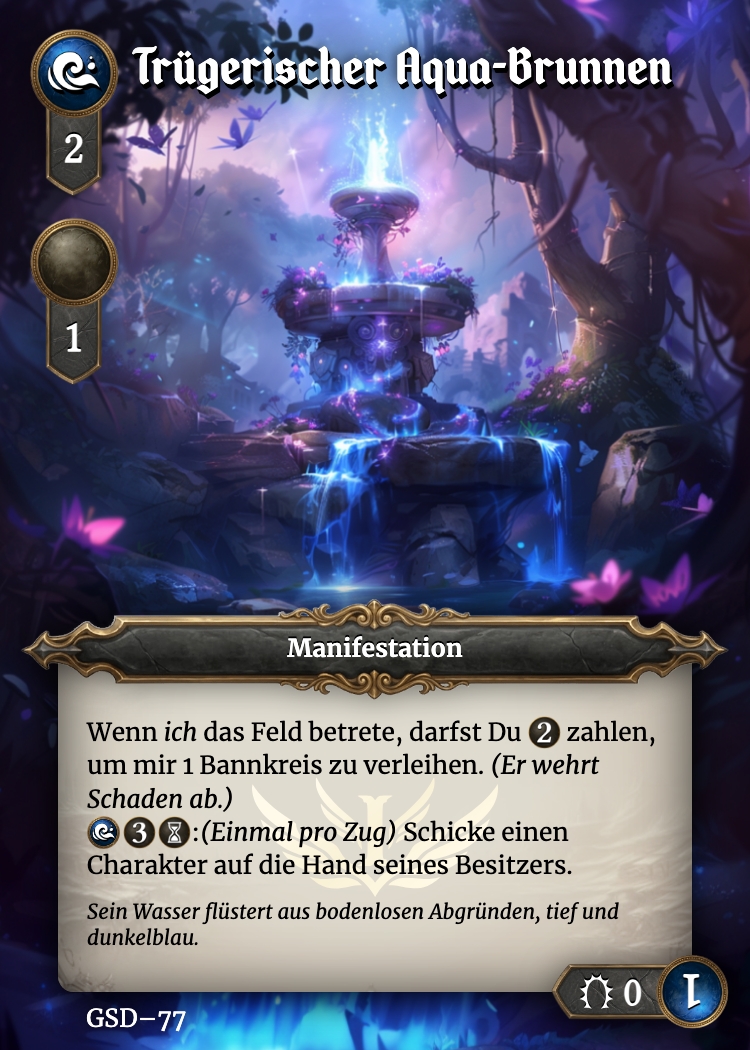 Trügerischer Aqua-Brunnen
2
1
Manifestation
Wenn ich das Feld betrete, darfst Du 2 zahlen,
um mir 1 Bannkreis zu verleihen. (Er wehrt
Schaden ab.)
3 :(Einmal pro Zug) Schicke einen
Charakter auf die Hand seines Besitzers.
Sein Wasser flüstert aus bodenlosen Abgründen, tief und
dunkelblau.
0
1
GSD–77